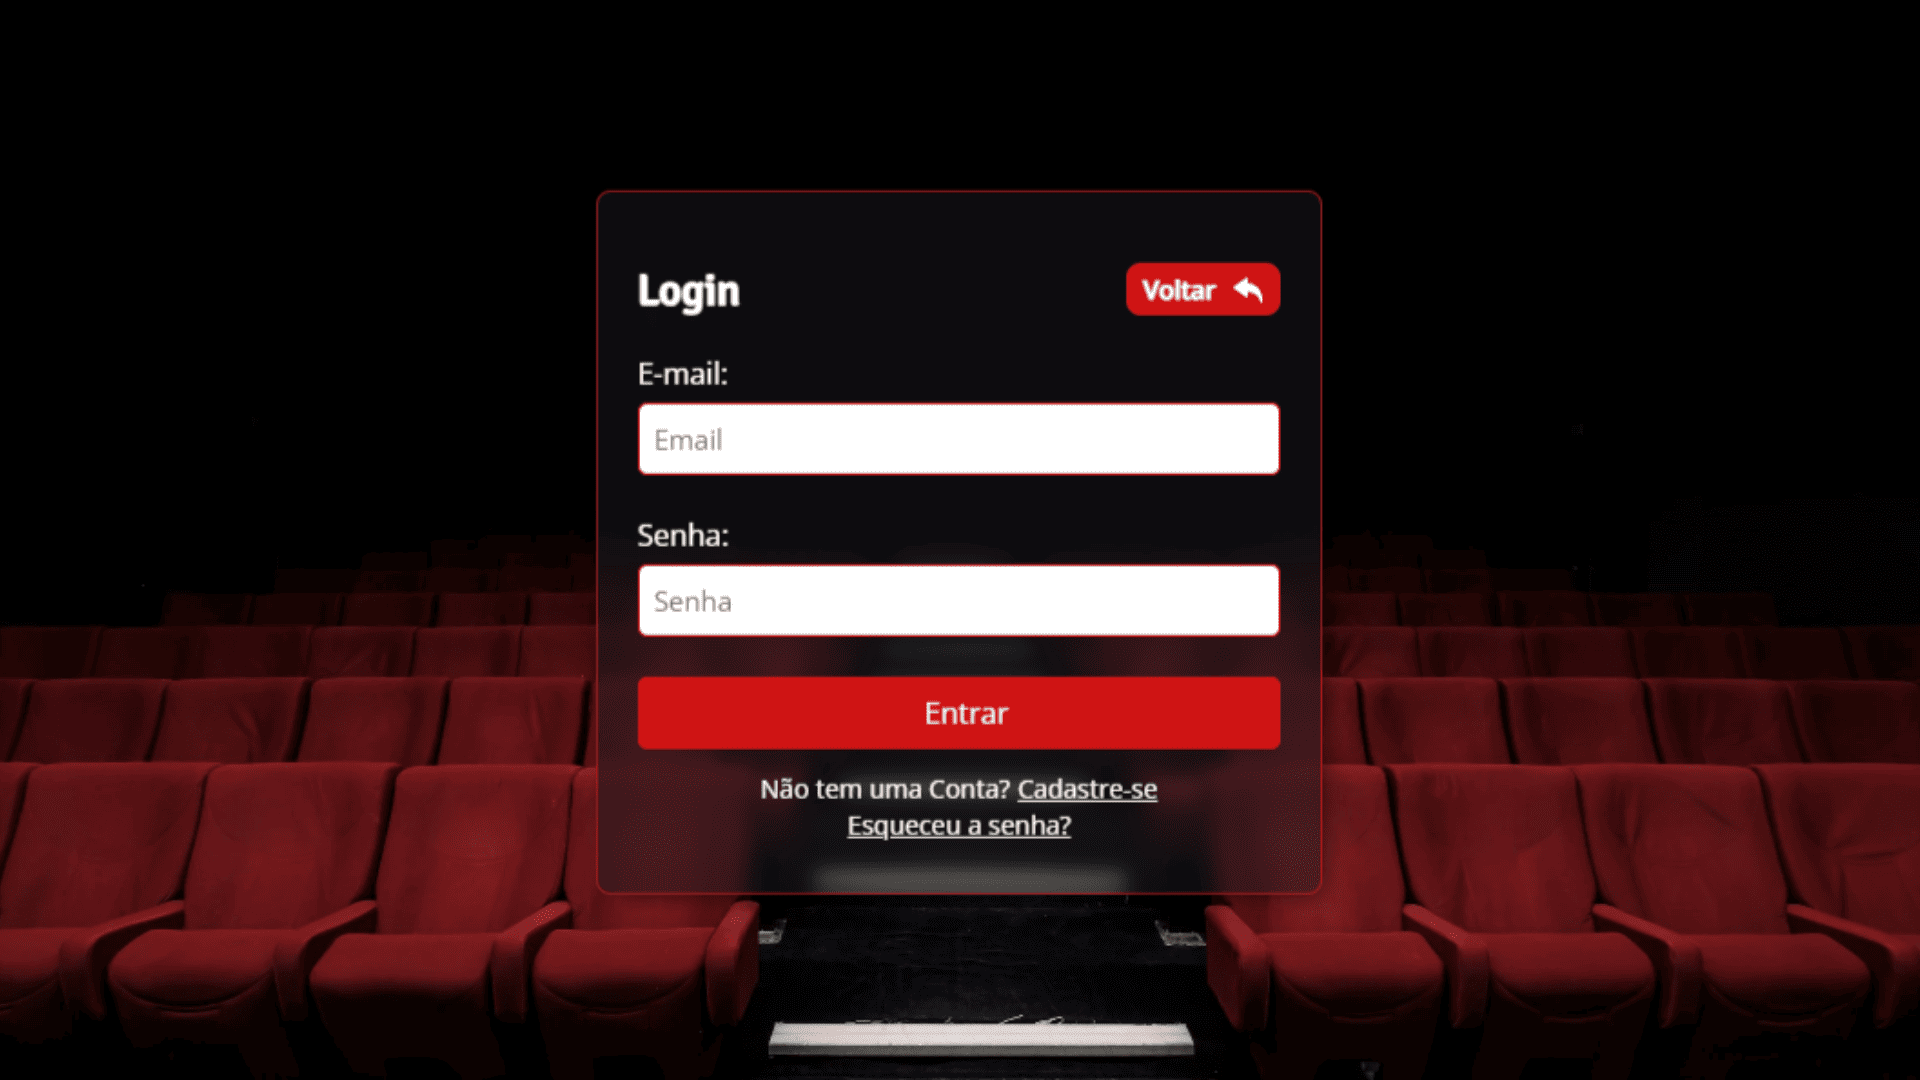 Login
Voltar
E-mail:
Email
Senha:
Senha
Entrar
Não tem uma Conta? Cadastre-se
Esqueceu a senha?